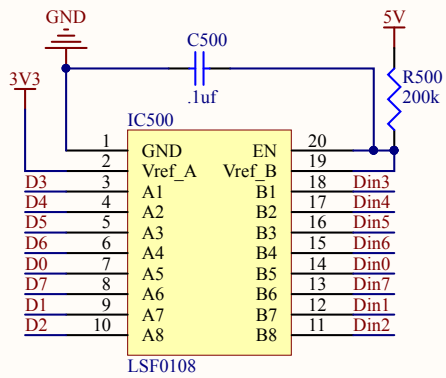 GND
C500
5V
3V3
.1uf
R500
200k
IC500
1 GND EN 20
2 Vref_A Vref_B 19
D3 3 A1 B1 18 Din3
D4 4 A2 B2 17 Din4
D5 5 A3 B3 16 Din5
D6 6 A4 B4 15 Din6
D0 7 A5 B5 14 Din0
D7 8 A6 B6 13 Din7
D1 9 A7 B7 12 Din1
D2 10 A8 B8 11 Din2
LSF0108